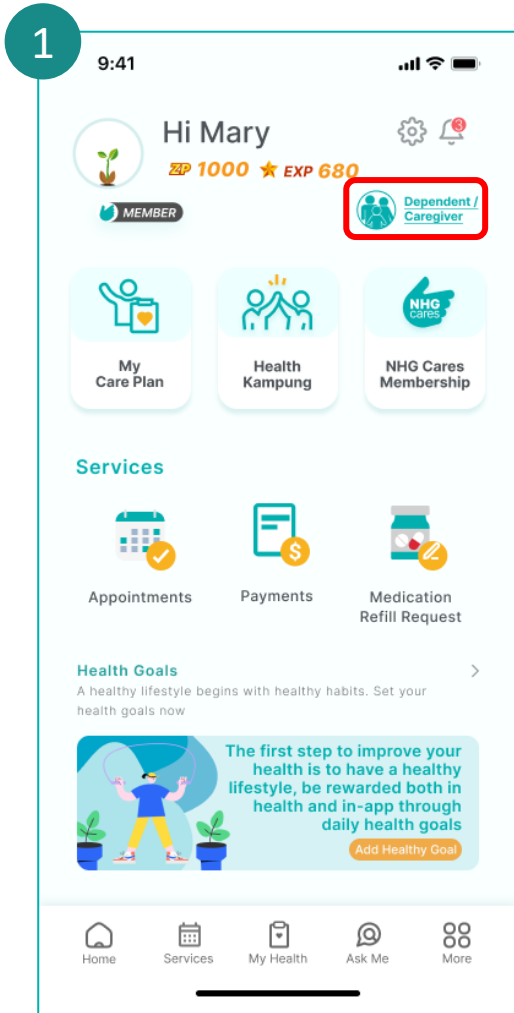 1
9:41
Hi Mary
3
ZP 1000 EXP 680
MEMBER
Dependent /
Caregiver
NHG
cares
My
Care Plan
Health
Kampung
NHG Cares
Membership
Services
$
Appointments
Payments
Medication
Refill Request
Health Goals
A healthy lifestyle begins with healthy habits. Set your
health goals now
The first step to improve your
health is to have a healthy
lifestyle, be rewarded both in
health and in-app through
daily health goals
Add Healthy Goal
Home
Services
My Health
Ask Me
More